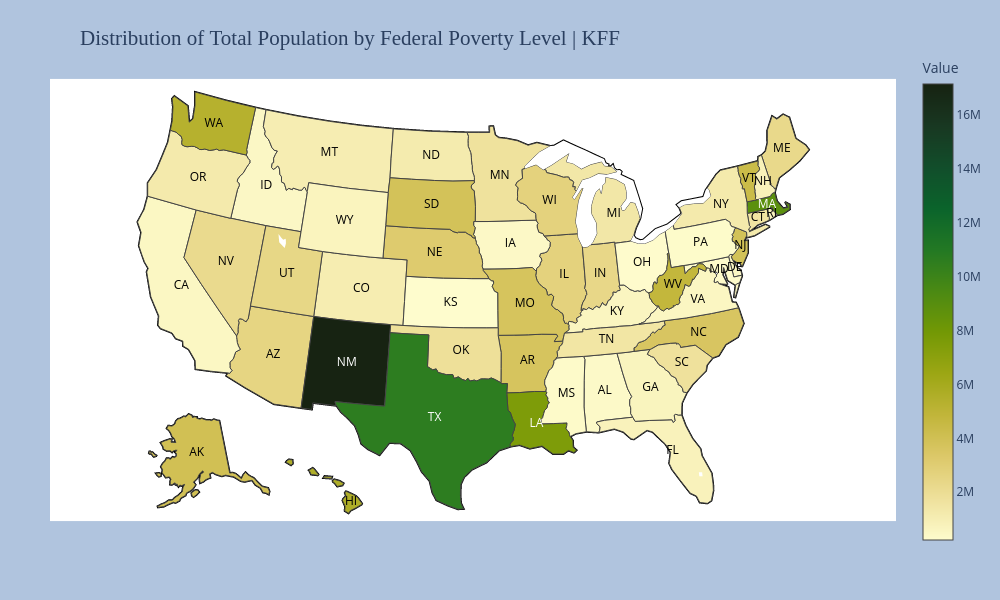 Distribution of Total Population by Federal Poverty Level | KFF
Value
16M
14M
12M
10M
8M
6M
4M
2M
WA
MT
ND
MN
ME
OR
ID
WY
SD
WI
MI
NY
VT
NH
MA
CT
RI
NV
UT
CO
NE
IA
IL
IN
OH
PA
NJ
MD
DE
CA
KS
MO
KY
WV
VA
AZ
NM
OK
AR
TN
NC
SC
TX
LA
MS
AL
GA
FL
AK
HI